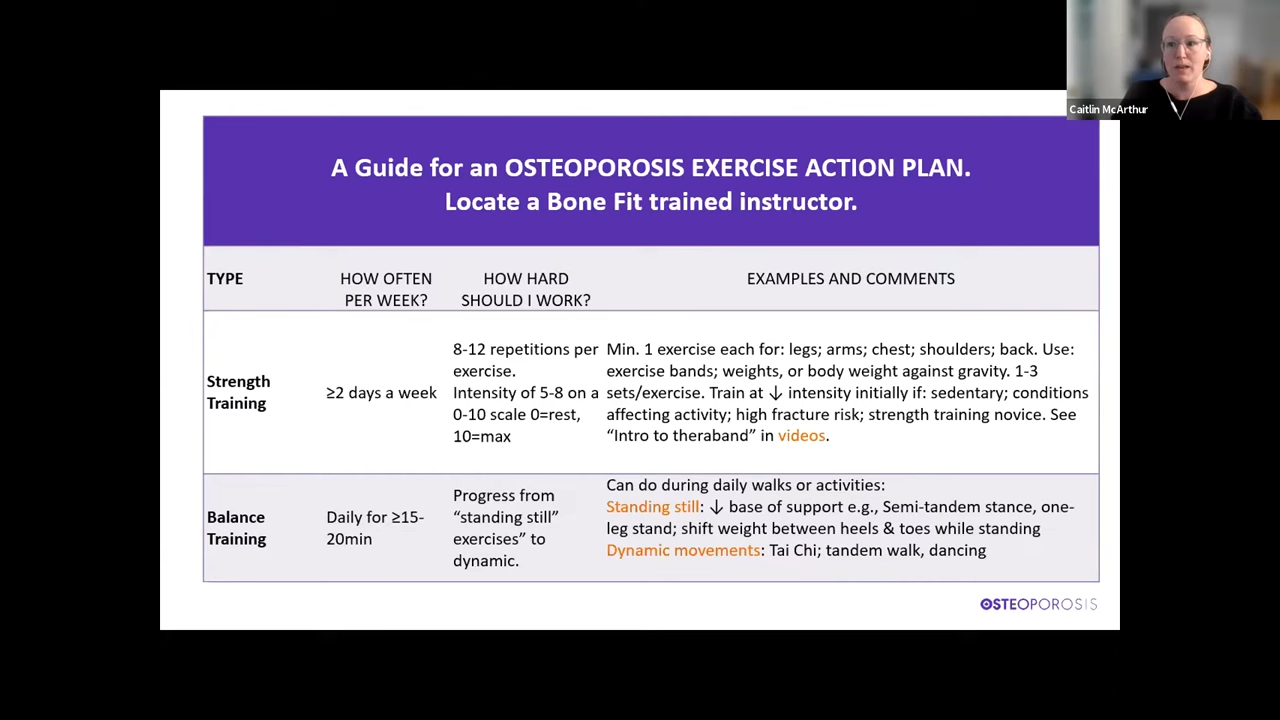 Caitlin McArthur
A Guide for an OSTEOPOROSIS EXERCISE ACTION PLAN.
Locate a Bone Fit trained instructor.
TYPE
HOW OFTEN
PER WEEK?
HOW HARD
SHOULD I WORK?
EXAMPLES AND COMMENTS
Strength
Training
≥2 days a week
8-12 repetitions per
exercise.
Intensity of 5-8 on a
0-10 scale 0=rest,
10=max
Min. 1 exercise each for: legs; arms; chest; shoulders; back. Use:
exercise bands; weights, or body weight against gravity. 1-3
sets/exercise. Train at ↓ intensity initially if: sedentary; conditions
affecting activity; high fracture risk; strength training novice. See
“Intro to theraband” in videos.
Balance
Training
Daily for ≥15-
20min
Progress from
“standing still”
exercises” to
dynamic.
Can do during daily walks or activities:
Standing still: ↓ base of support e.g., Semi-tandem stance, one-
leg stand; shift weight between heels & toes while standing
Dynamic movements: Tai Chi; tandem walk, dancing
OSTEOPOROSIS